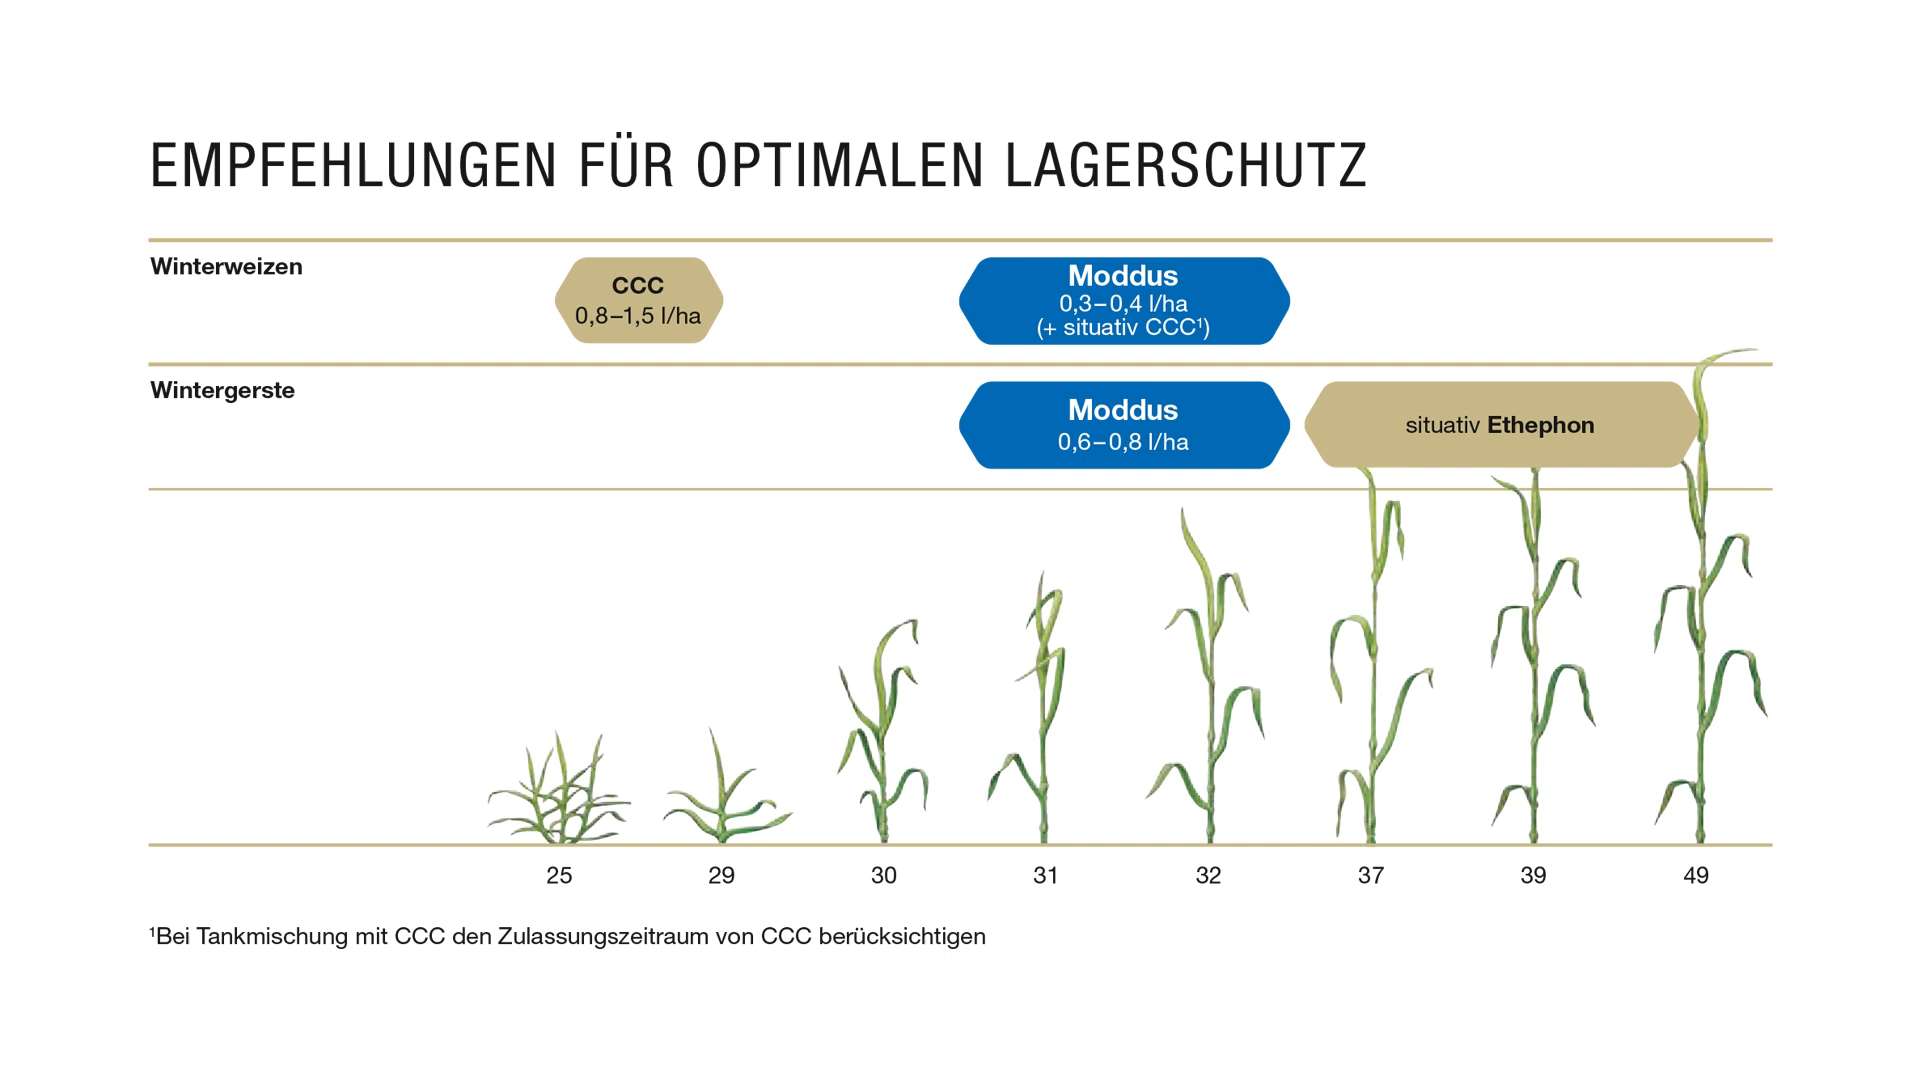 EMPFEHLUNGEN FÜR OPTIMALEN LAGERSCHUTZ
Winterweizen
CCC
0,8–1,5 l/ha
Moddus
0,3–0,4 l/ha
(+ situativ CCC¹)
Wintergerste
Moddus
0,6–0,8 l/ha
situativ Ethephon
25 29 30 31 32 37 39 49
¹Bei Tankmischung mit CCC den Zulassungszeitraum von CCC berücksichtigen